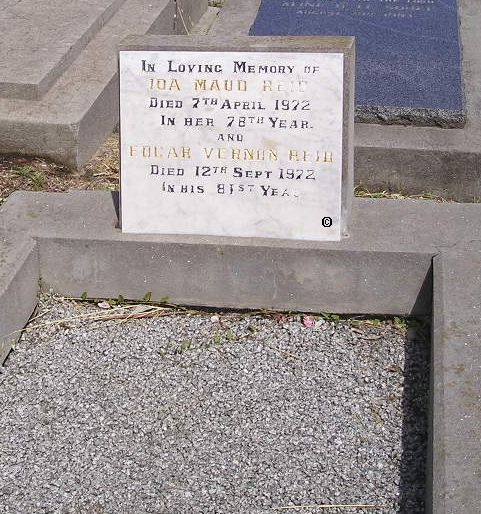 AUGUST
In Loving Memory of
IDA MAUD REID
Died 7th April 1972
In her 78th Year.
AND
EDGAR VERNON REID
Died 12th Sept 1972
In his 81st Year
©